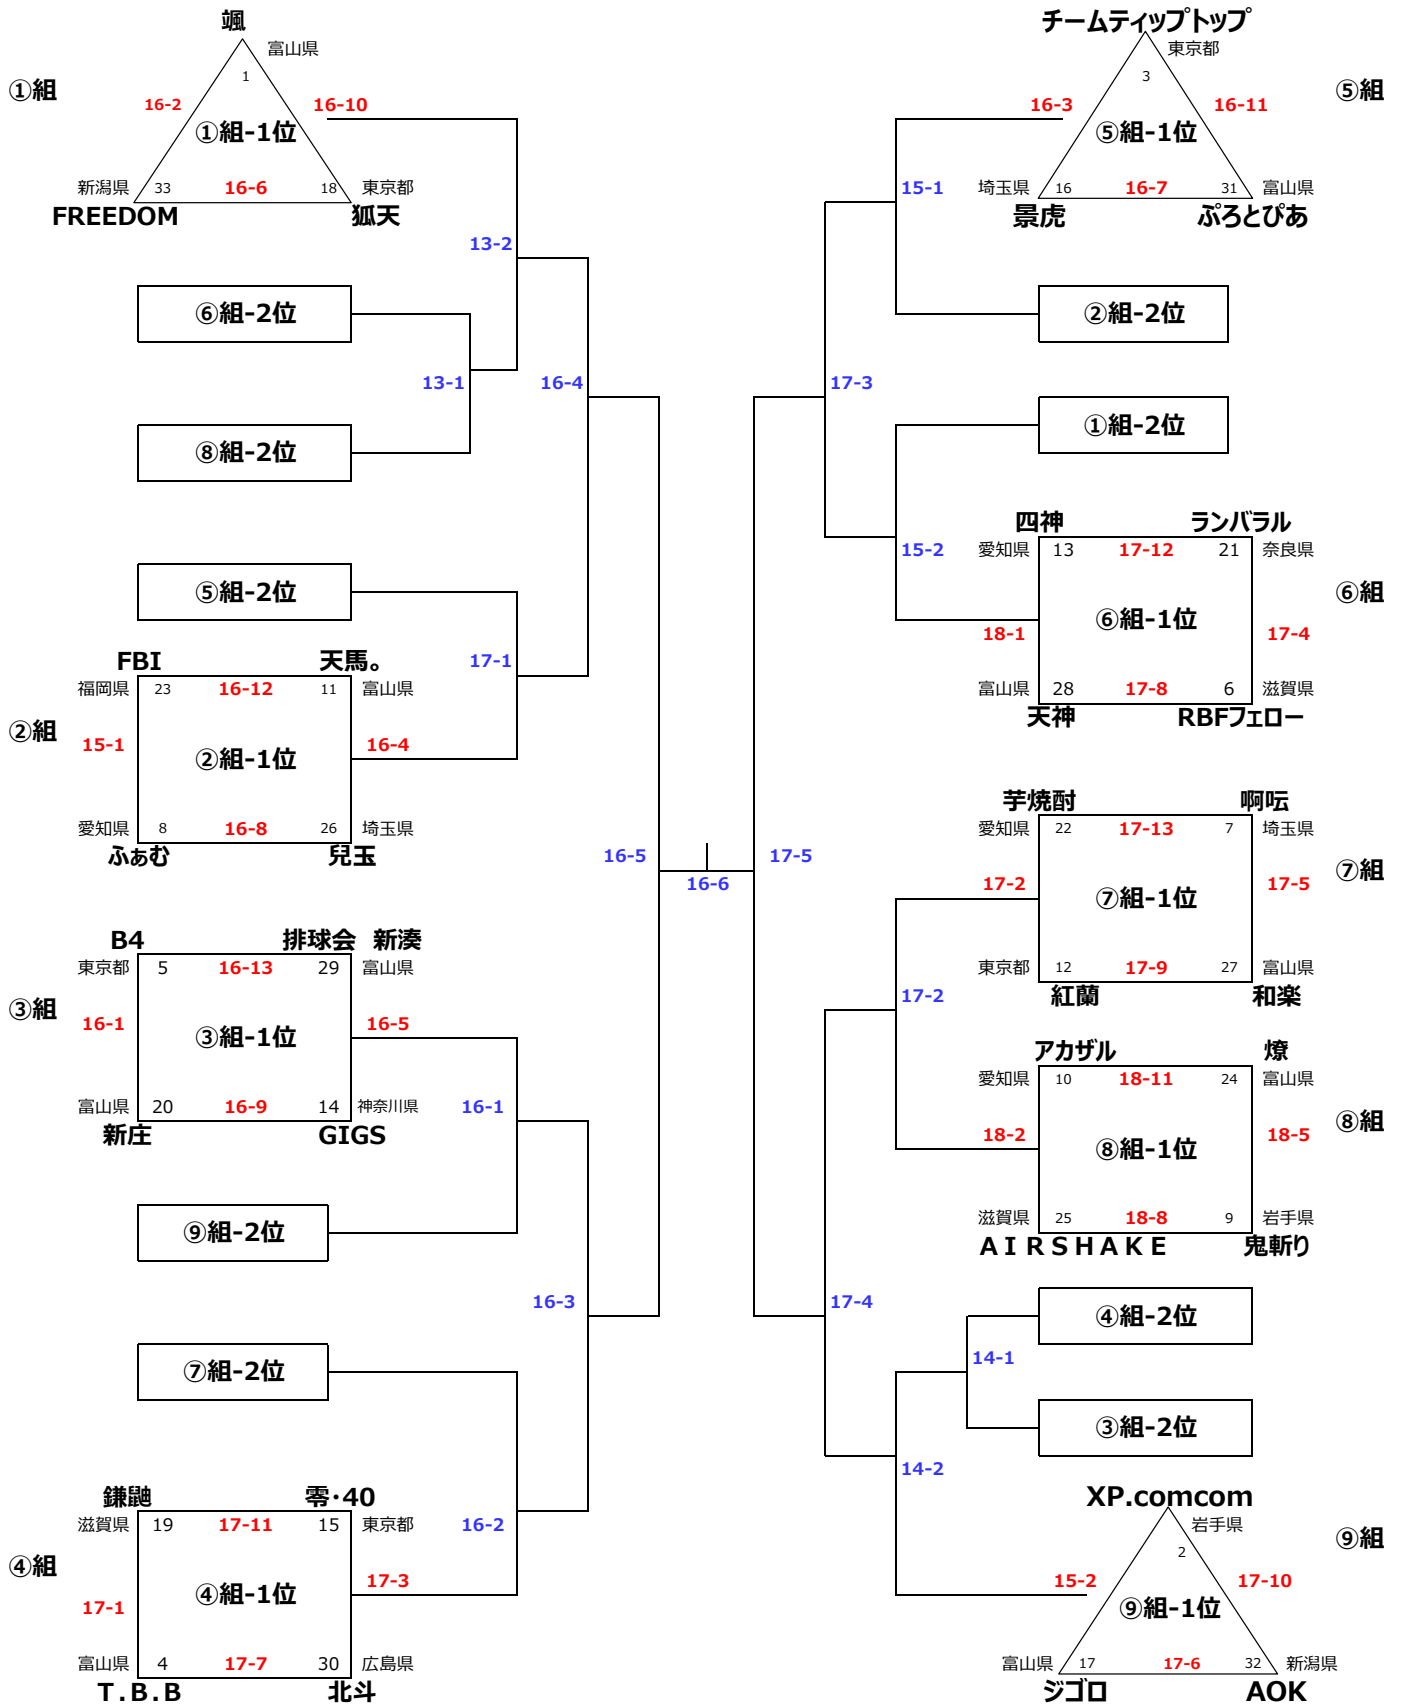 颯
富山県
1
①組
16-2
16-10
①組-1位
新潟県
33
16-6
18
東京都
FREEDOM
狐天
13-2
⑥組-2位
13-1
16-4
⑧組-2位
⑤組-2位
17-1
FBI
天馬。
福岡県
23
16-12
11
富山県
②組
15-1
②組-1位
16-4
愛知県
8
16-8
26
埼玉県
ふぁむ
兒玉
16-5
B4
排球会 新湊
東京都
5
16-13
29
富山県
③組
16-1
③組-1位
16-5
富山県
20
16-9
14
神奈川県
16-1
新庄
GIGS
⑨組-2位
16-3
⑦組-2位
鎌鼬
零・40
滋賀県
19
17-11
15
東京都
16-2
④組
17-1
④組-1位
17-3
富山県
4
17-7
30
広島県
T.B.B
北斗
16-6
チームティップトップ
東京都
3
⑤組
16-3
16-11
⑤組-1位
埼玉県
16
16-7
31
富山県
景虎
ぷろとぴあ
15-1
②組-2位
17-3
①組-2位
四神
ランバラル
15-2
愛知県
13
17-12
21
奈良県
⑥組
⑥組-1位
18-1
17-4
富山県
28
17-8
6
滋賀県
天神
RBFフェロー
芋焼酎
啊呍
愛知県
22
17-13
7
埼玉県
17-5
⑦組
17-2
⑦組-1位
17-5
東京都
12
17-9
27
富山県
紅蘭
和楽
17-2
アカザル
燎
愛知県
10
18-11
24
富山県
⑧組
18-2
⑧組-1位
18-5
滋賀県
25
18-8
9
岩手県
ＡＩＲＳＨＡＫＥ
鬼斬り
17-4
④組-2位
14-1
③組-2位
14-2
XP.comcom
岩手県
2
⑨組
15-2
17-10
⑨組-1位
富山県
17
17-6
32
新潟県
ジゴロ
AOK